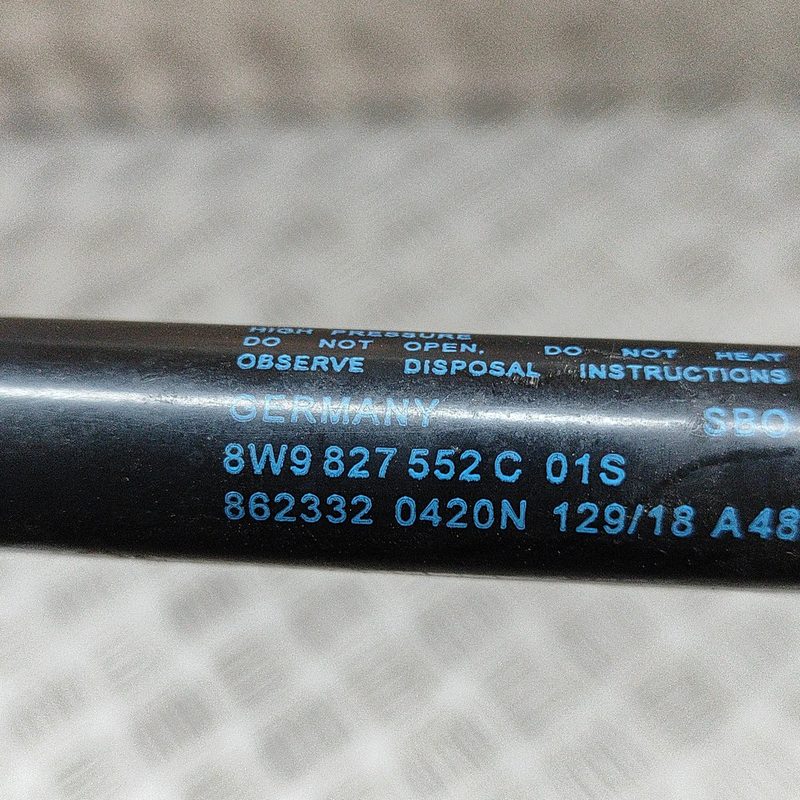 HIGH PRESSURE
DO NOT OPEN. DO NOT HEAT
OBSERVE DISPOSAL INSTRUCTIONS
GERMANY SBO
8W9 827 552 C 01S
862332 0420N 129/18 A48